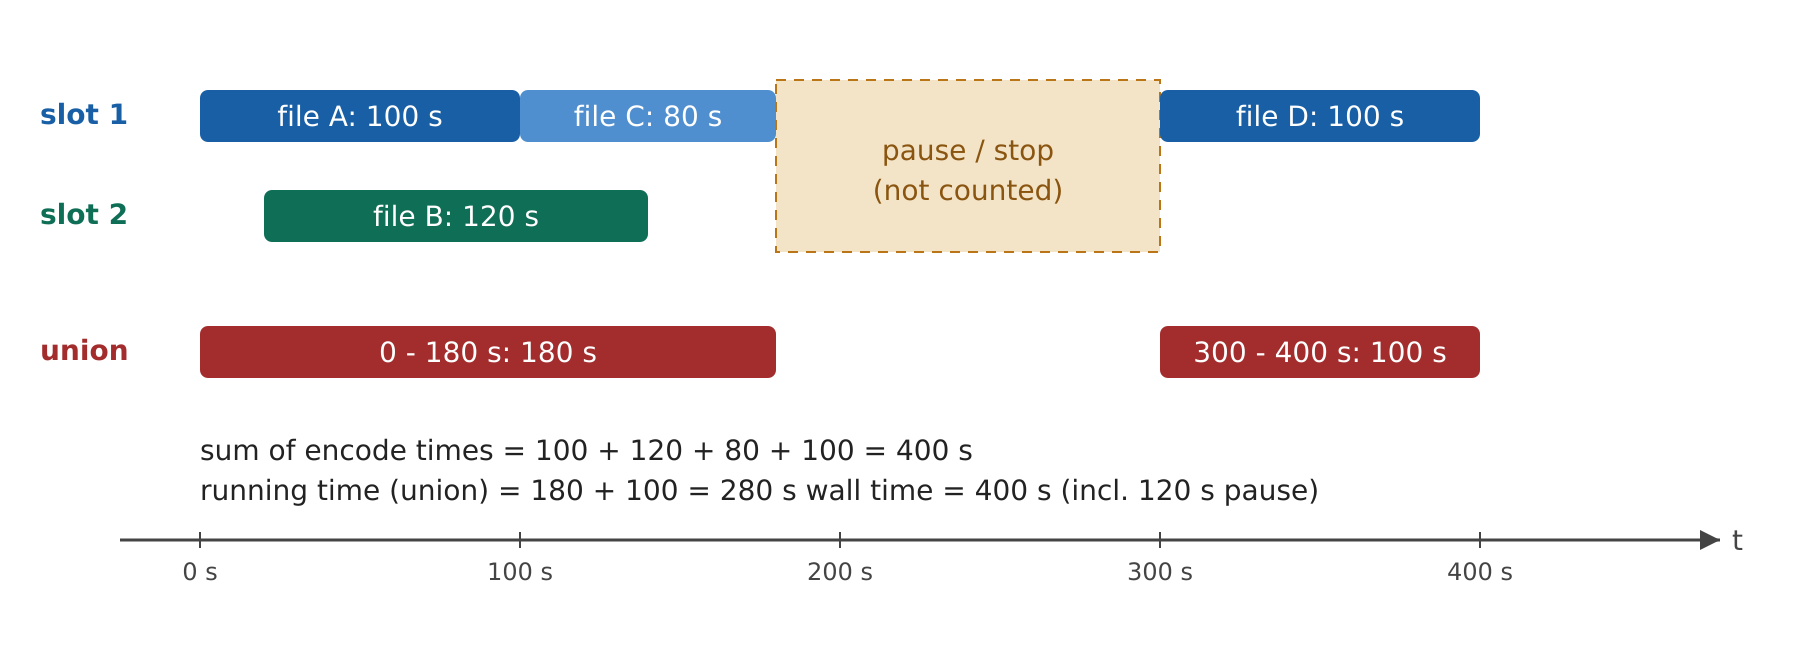 slot 1
file A: 100 s
file C: 80 s
file D: 100 s
pause / stop
(not counted)
slot 2
file B: 120 s
union
0 - 180 s: 180 s
300 - 400 s: 100 s
sum of encode times = 100 + 120 + 80 + 100 = 400 s
running time (union) = 180 + 100 = 280 s wall time = 400 s (incl. 120 s pause)
t
0 s
100 s
200 s
300 s
400 s